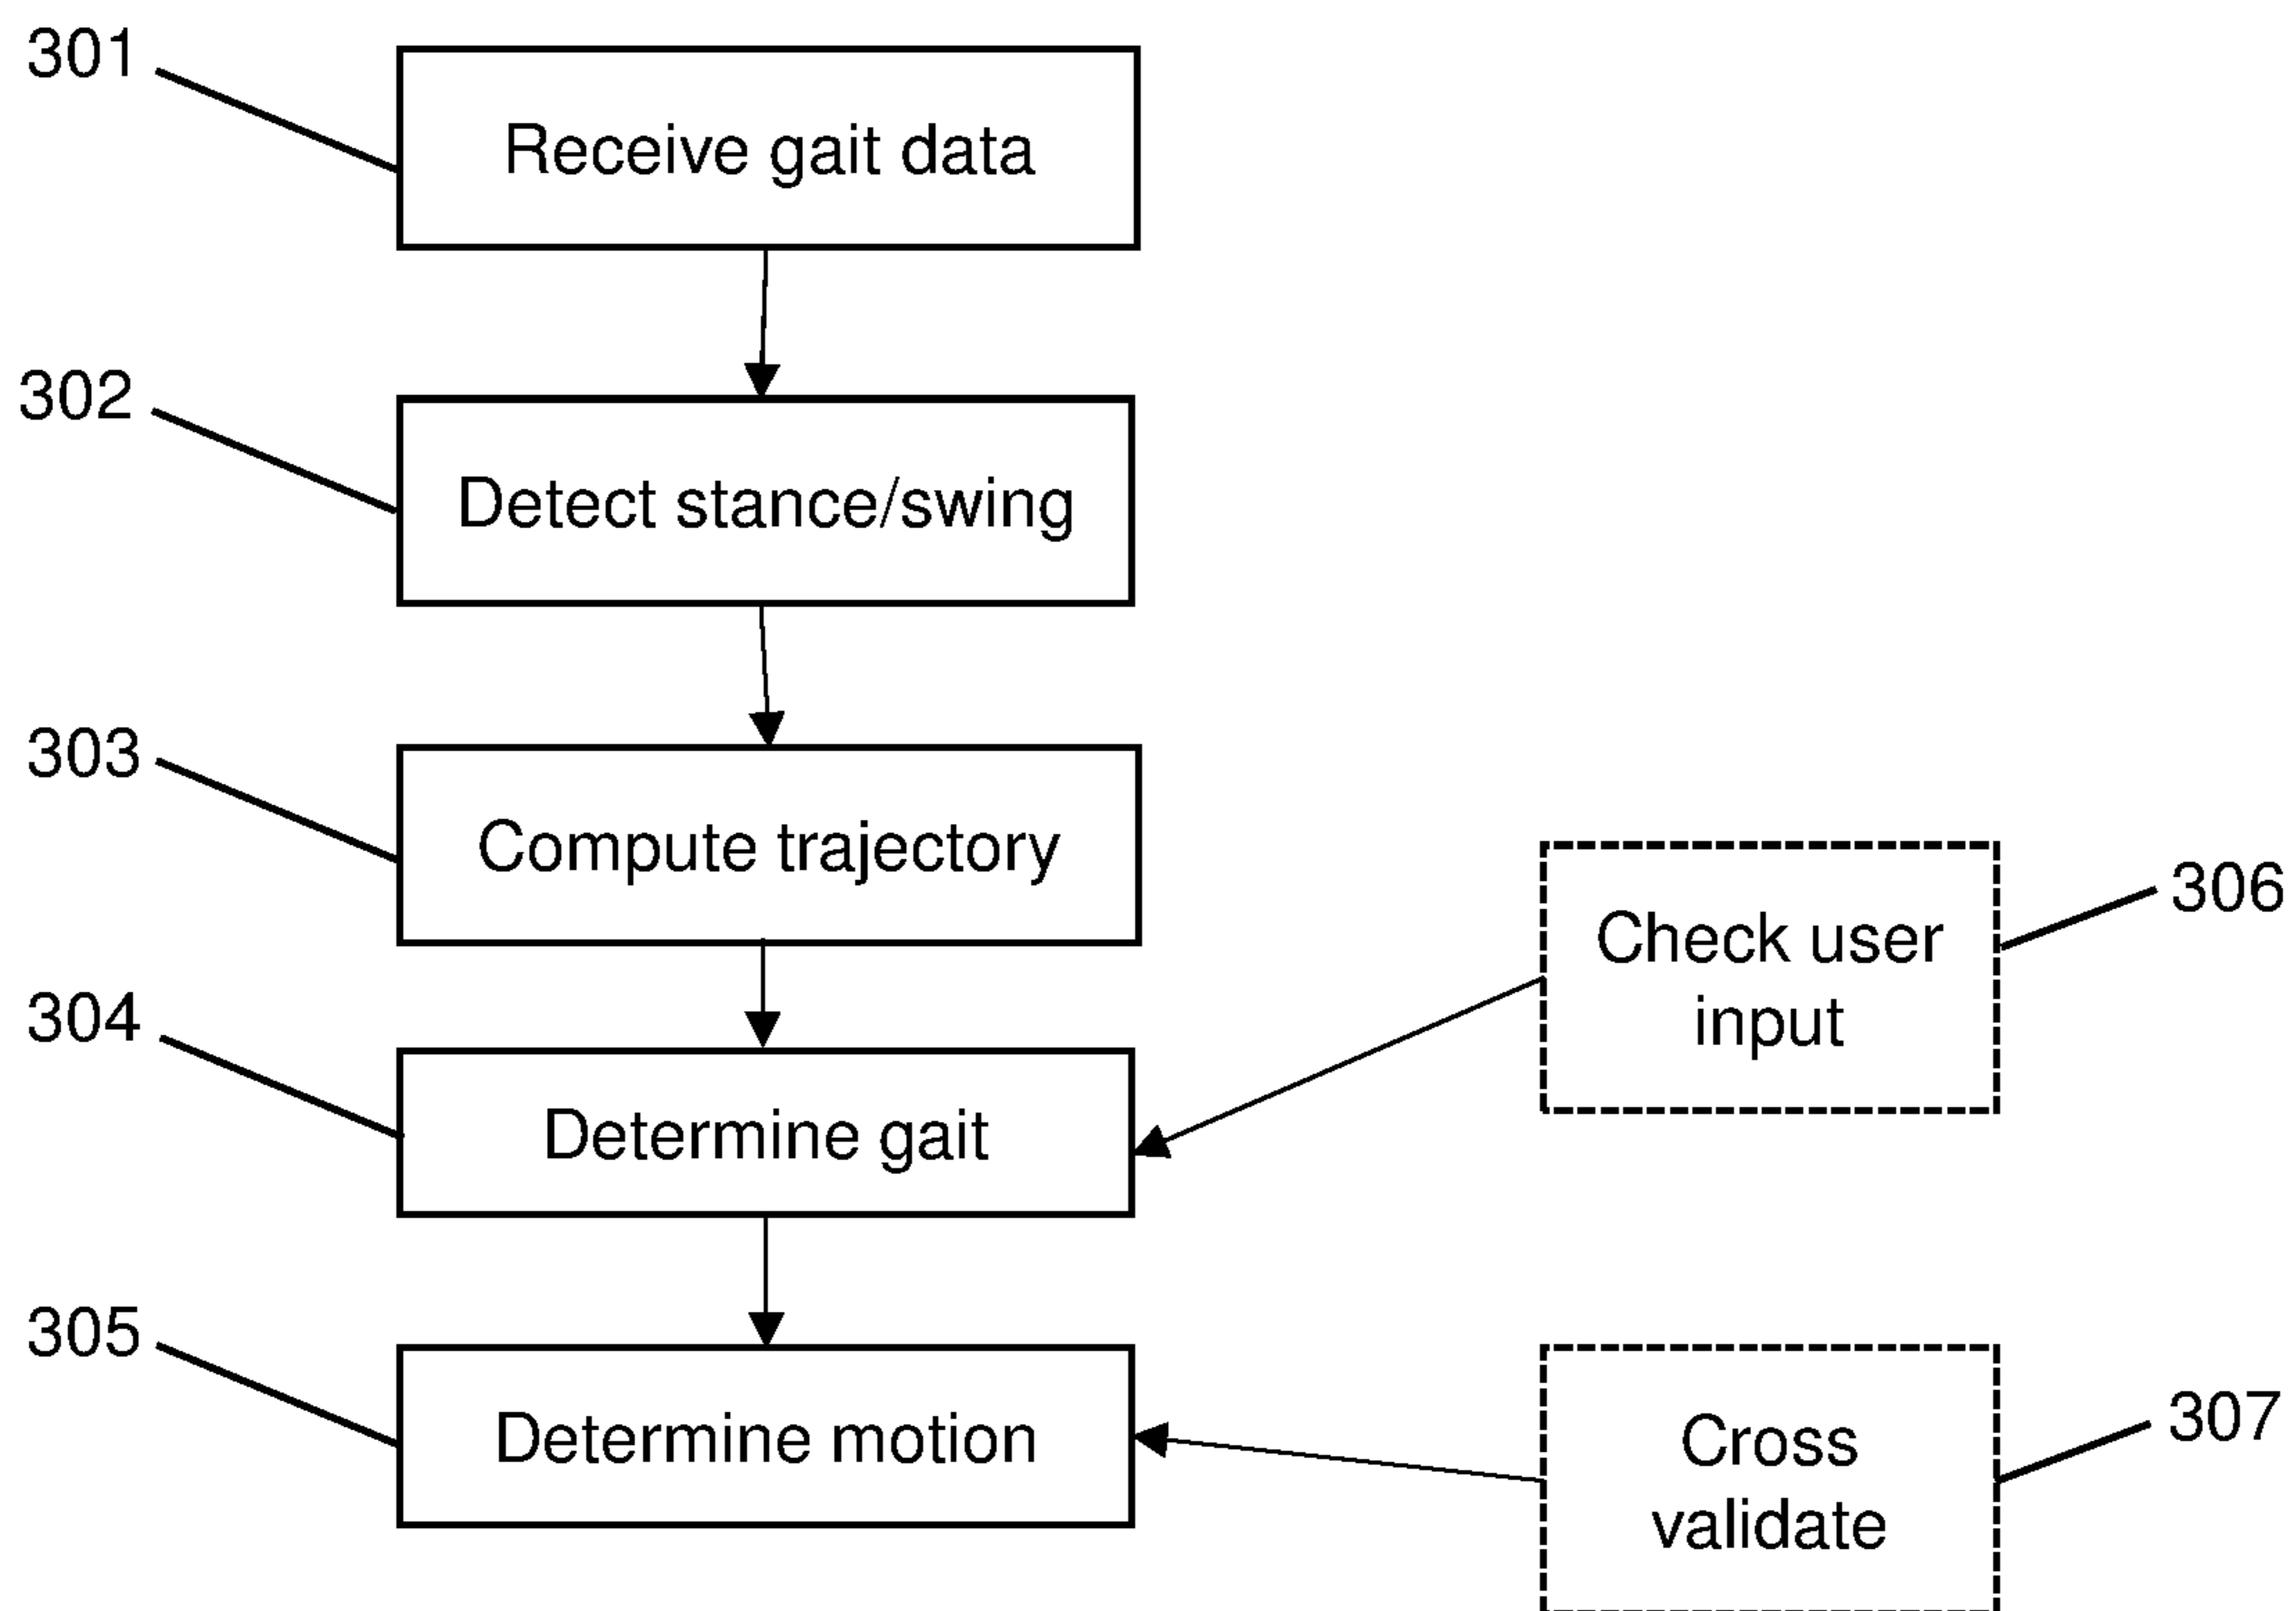 301
Receive gait data
302
Detect stance/swing
303
Compute trajectory
306
Check user
input
304
Determine gait
305
Determine motion
307
Cross
validate